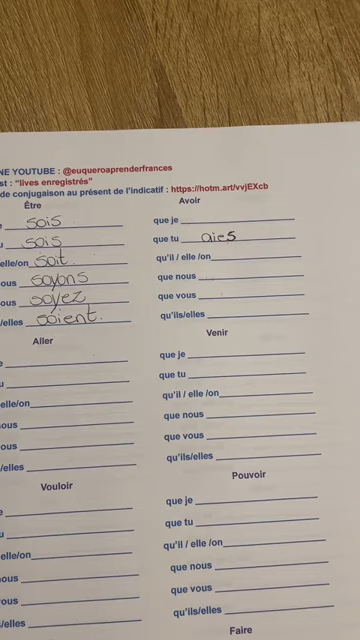 NE YOUTUBE : @euqueroaprenderfrances
st : "lives enregistrés"
de conjugaison au présent de l'indicatif : https://hotm.art/vvjEXcb
Être
e sois
u sois
elle/on soit
ous soyons
ous soyez
/elles soient.
Avoir
que je
que tu aies
qu'il / elle /on
que nous
que vous
qu'ils/elles
Aller
e
u
elle/on
ous
ous
/elles
Venir
que je
que tu
qu'il / elle /on
que nous
que vous
qu'ils/elles
Vouloir
e
u
elle/on
nous
ous
/elles
Pouvoir
que je
que tu
qu'il / elle /on
que nous
que vous
qu'ils/elles
Faire